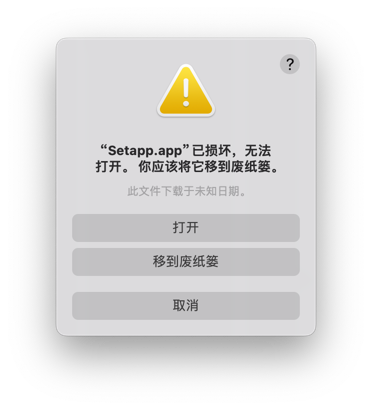 ?
“Setapp.app”已损坏，无法
打开。 你应该将它移到废纸篓。
此文件下载于未知日期。
打开
移到废纸篓
取消